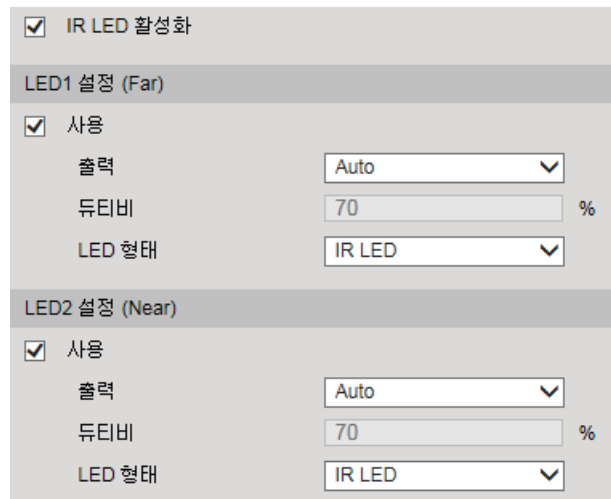 IR LED 활성화
LED1 설정 (Far)
사용
출력 Auto
듀티비 70 %
LED 형태 IR LED
LED2 설정 (Near)
사용
출력 Auto
듀티비 70 %
LED 형태 IR LED